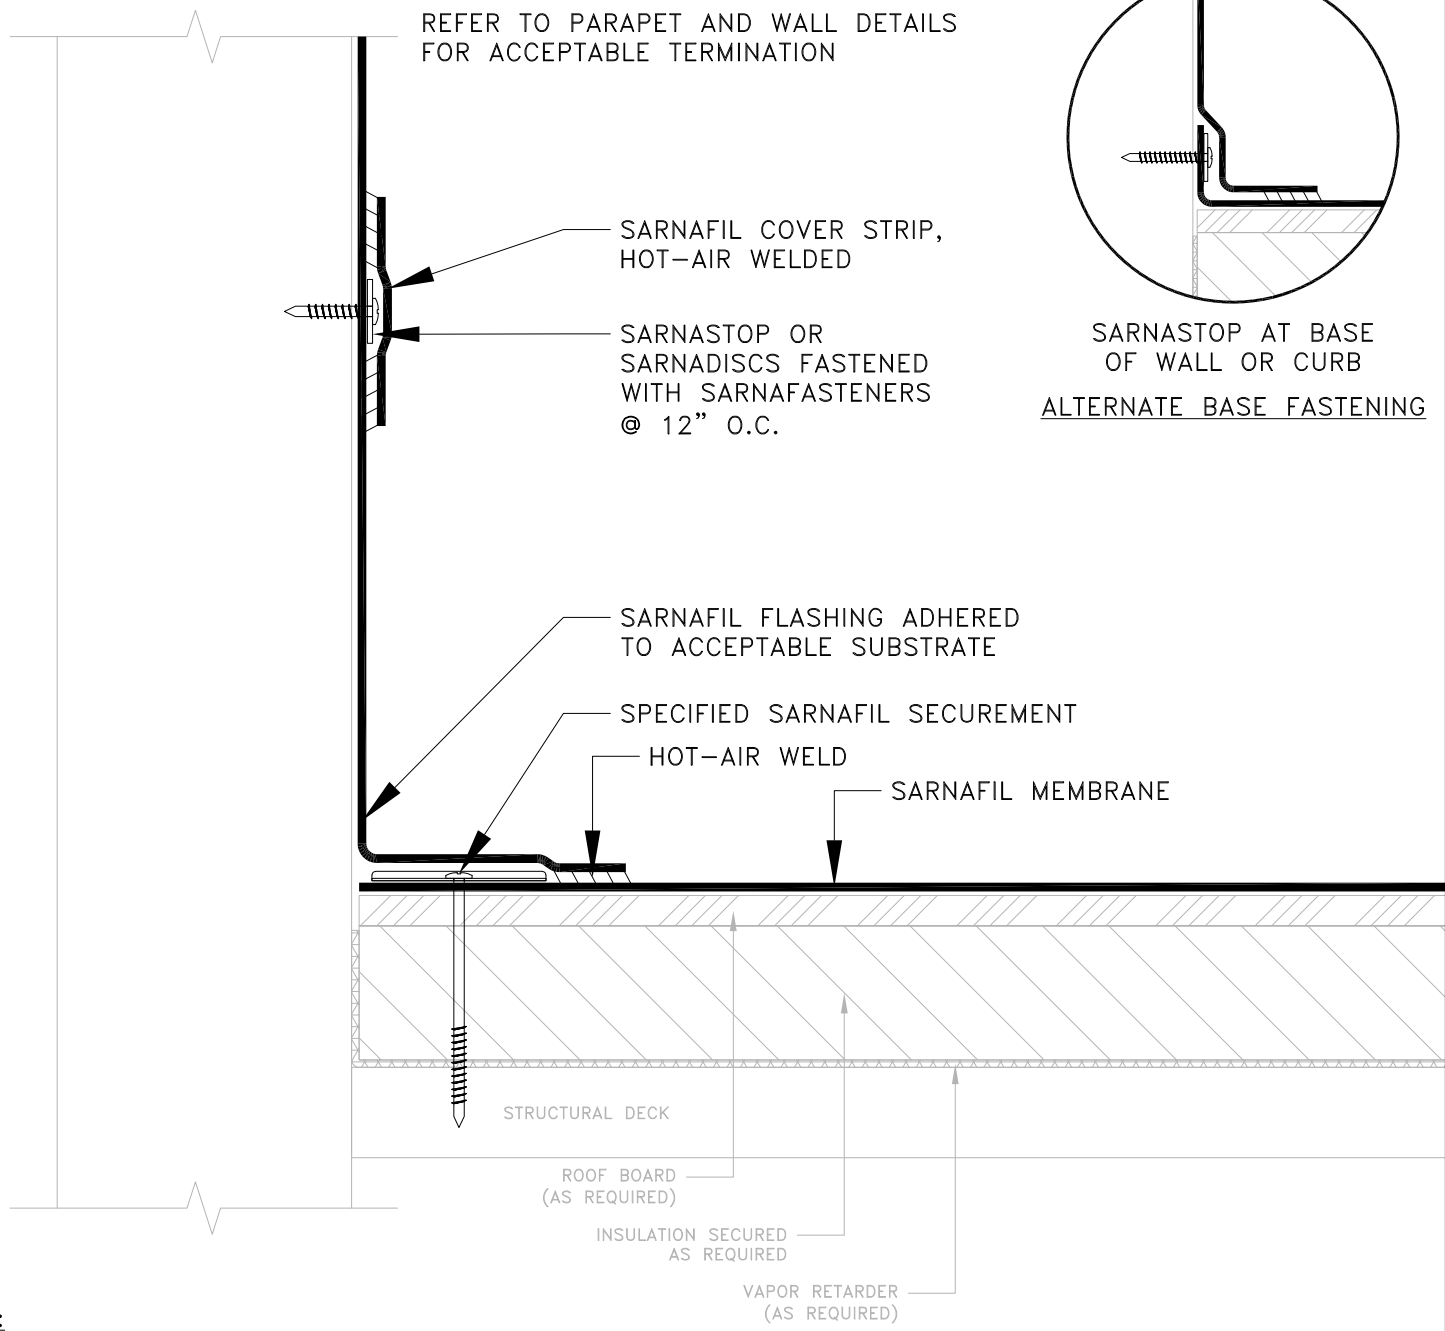 REFER TO PARAPET AND WALL DETAILS
FOR ACCEPTABLE TERMINATION
SARNAFIL COVER STRIP,
HOT-AIR WELDED
SARNASTOP OR
SARNADISCS FASTENED
WITH SARNAFASTENERS
@ 12" O.C.
SARNASTOP AT BASE
OF WALL OR CURB
ALTERNATE BASE FASTENING
SARNAFIL FLASHING ADHERED
TO ACCEPTABLE SUBSTRATE
SPECIFIED SARNAFIL SECUREMENT
HOT-AIR WELD
SARNAFIL MEMBRANE
STRUCTURAL DECK
ROOF BOARD
(AS REQUIRED)
INSULATION SECURED
AS REQUIRED
VAPOR RETARDER
(AS REQUIRED)